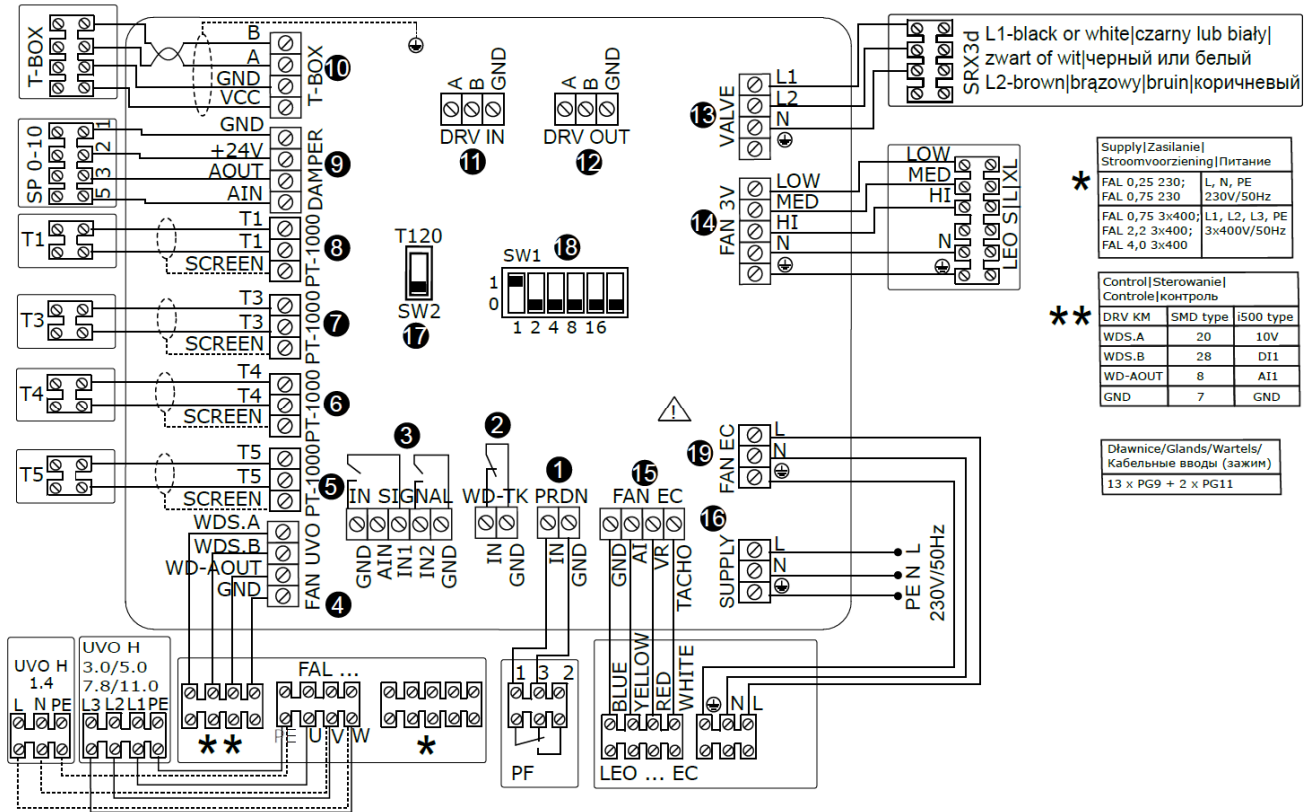 T-BOX
B
A
GND
VCC
T-BOX
10
SP 0-10
1
2
3
5
GND
+24V
AOUT
AIN
DAMPER
9
T1
T1
T1
SCREEN
PT-1000
8
T3
T3
T3
SCREEN
PT-1000
7
T4
T4
T4
SCREEN
PT-1000
6
T5
T5
T5
SCREEN
PT-1000
5
WDS.A
WDS.B
WD-AOUT
GND
FAN UVO
4
A
B
GND
DRV IN
11
A
B
GND
DRV OUT
12
T120
SW2
17
SW1
18
1
0
1 2 4 8 16
3
IN SIGNAL
GND
AIN
IN1
IN2
GND
2
WD-TK
IN
GND
1
PRDN
IN
GND
15
FAN EC
GND
AI
VR
TACHO
!
L1
L2
N
VALVE
13
SRX3d
L1-black or white|czarny lub biały|
zwart of wit|черный или белый
L2-brown|brązowy|bruin|коричневый
LOW
MED
HI
N
FAN 3V
14
LOW
MED
HI
N
LEO S|L|XL
L
N
FAN EC
19
16
SUPPLY
L
N
PE N L
230V/50Hz
*
Supply|Zasilanie|
Stroomvoorziening|Питание
FAL 0,25 230;
FAL 0,75 230
L, N, PE
230V/50Hz
FAL 0,75 3x400;
FAL 2,2 3x400;
FAL 4,0 3x400
L1, L2, L3, PE
3x400V/50Hz
**
Control|Sterowanie|
Controle|контроль
DRV KM SMD type i500 type
WDS.A 20 10V
WDS.B 28 DI1
WD-AOUT 8 AI1
GND 7 GND
Dławnice/Glands/Wartels/
Кабельные вводы (зажим)
13 x PG9 + 2 x PG11
UVO H
1.4
L N PE
UVO H
3.0/5.0
7.8/11.0
L3 L2 L1 PE
FAL ...
**
PE U V W
*
1 3 2
PF
BLUE
YELLOW
RED
WHITE
N L
LEO ... EC